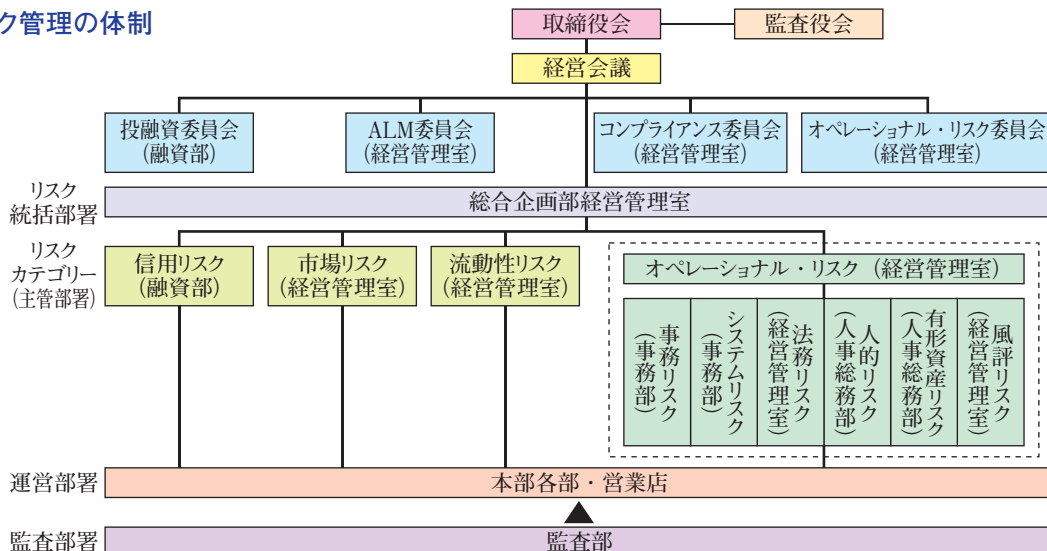 ク管理の体制
取締役会
監査役会
経営会議
投融資委員会
(融資部)
ALM委員会
(経営管理室)
コンプライアンス委員会
(経営管理室)
オペレーショナル・リスク委員会
(経営管理室)
リスク
統括部署
総合企画部経営管理室
リスク
カテゴリー
(主管部署)
信用リスク
(融資部)
市場リスク
(経営管理室)
流動性リスク
(経営管理室)
オペレーショナル・リスク(経営管理室)
事務リスク
(事務部)
システムリスク
(事務部)
法務リスク
(経営管理室)
人的リスク
(人事総務部)
有形資産リスク
(人事総務部)
風評リスク
(経営管理室)
運営部署
本部各部・営業店
監査部署
監査部